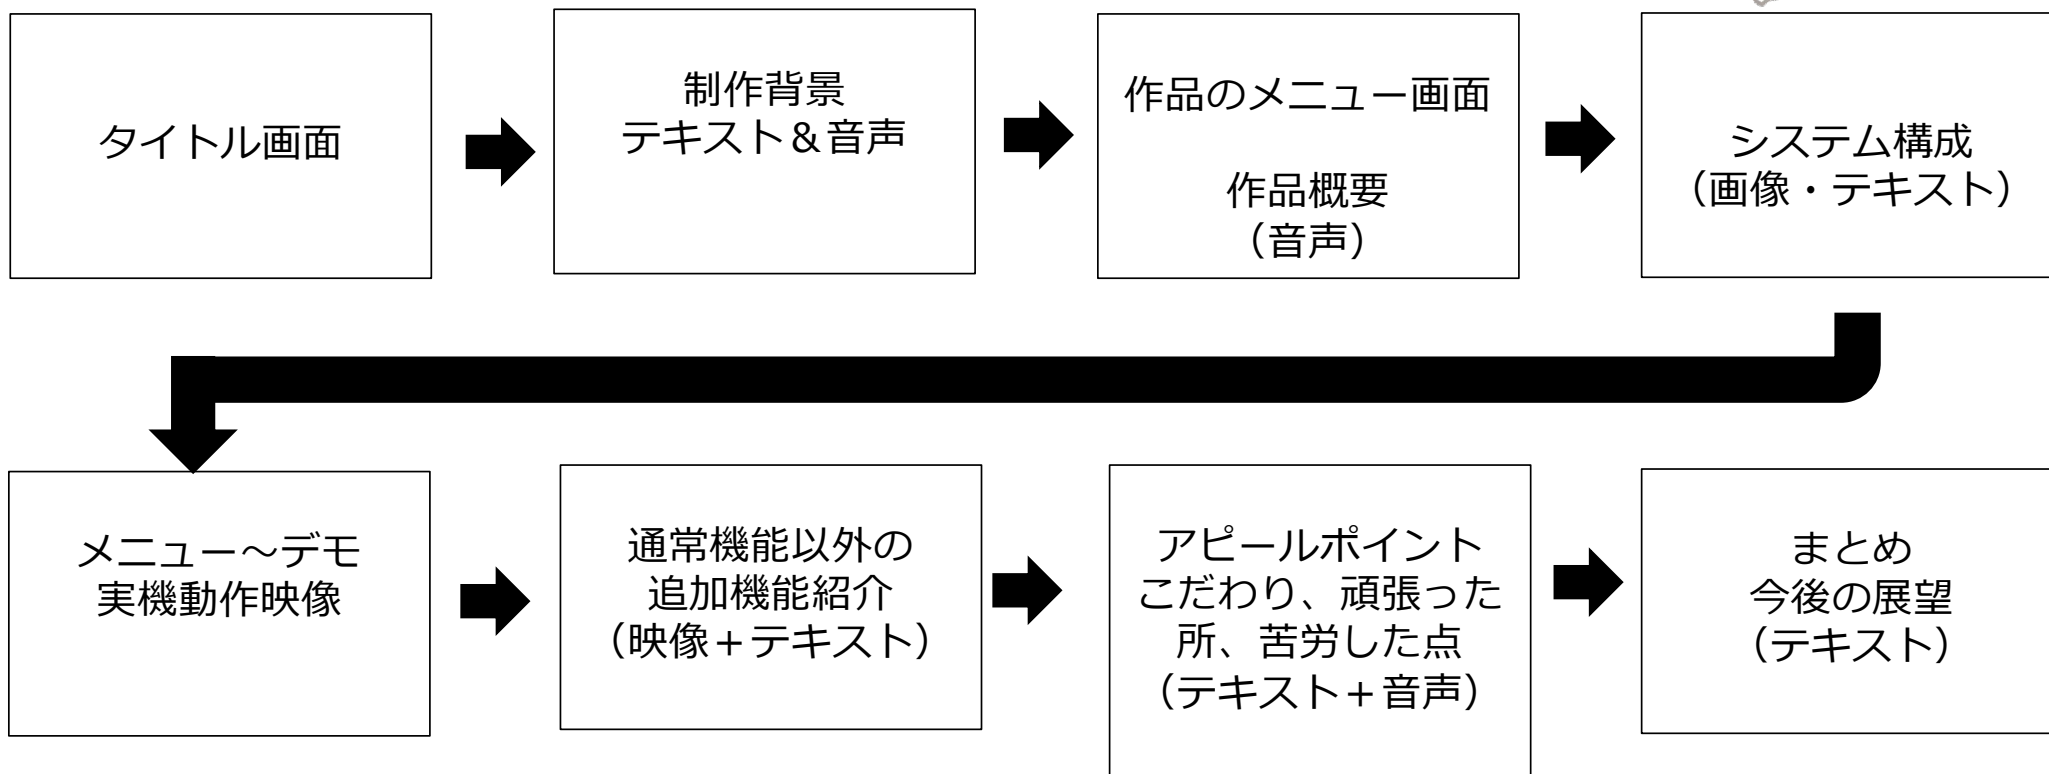 タイトル画面
制作背景
テキスト＆音声
作品のメニュー画面
作品概要
（音声）
システム構成
（画像・テキスト）
メニュー～デモ
実機動作映像
通常機能以外の
追加機能紹介
（映像＋テキスト）
アピールポイント
こだわり、頑張った
所、苦労した点
（テキスト＋音声）
まとめ
今後の展望
（テキスト）